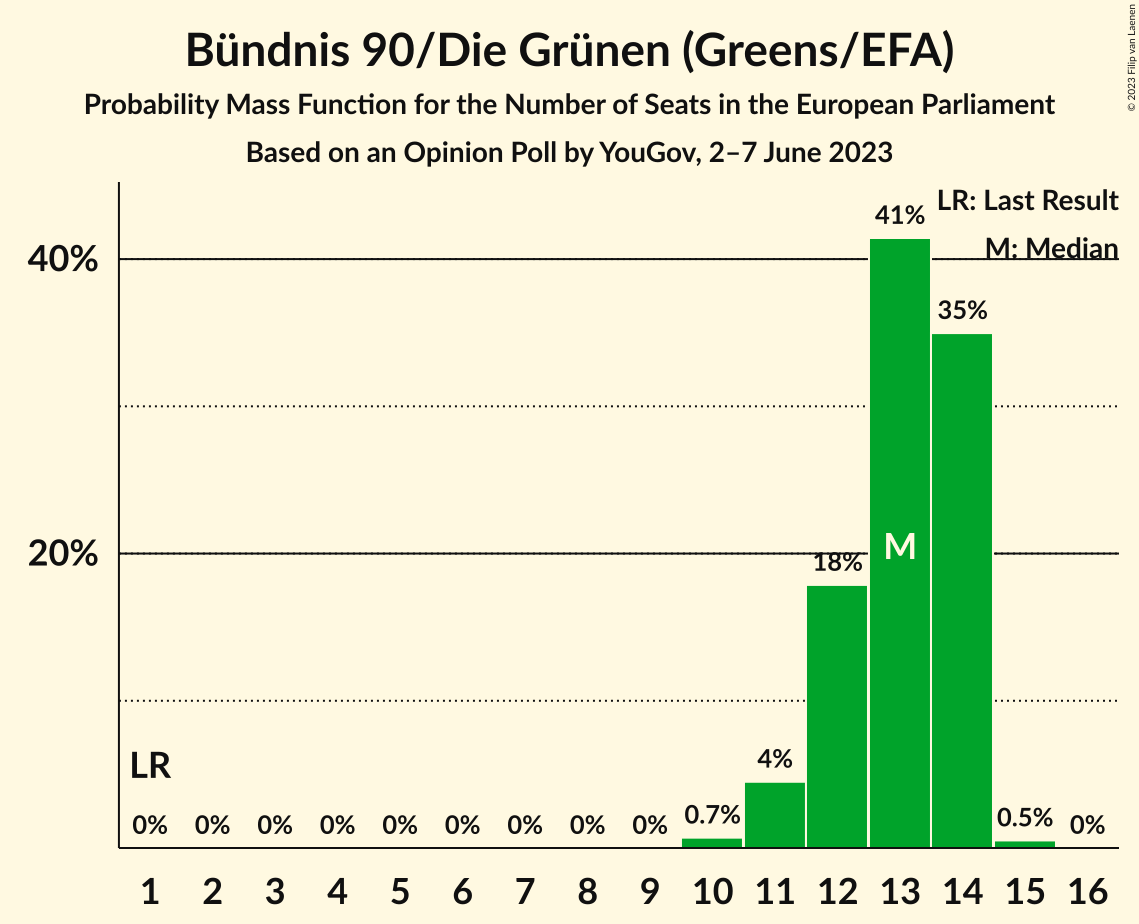 Bündnis 90/Die Grünen (Greens/EFA)
Probability Mass Function for the Number of Seats in the European Parliament
Based on an Opinion Poll by YouGov, 2–7 June 2023
© 2023 Filip van Laenen
LR: Last Result
M: Median
41%
40%
35%
M
20%
18%
LR
4%
0% 0% 0% 0% 0% 0% 0% 0% 0% 0.7% 0.5% 0%
1 2 3 4 5 6 7 8 9 10 11 12 13 14 15 16